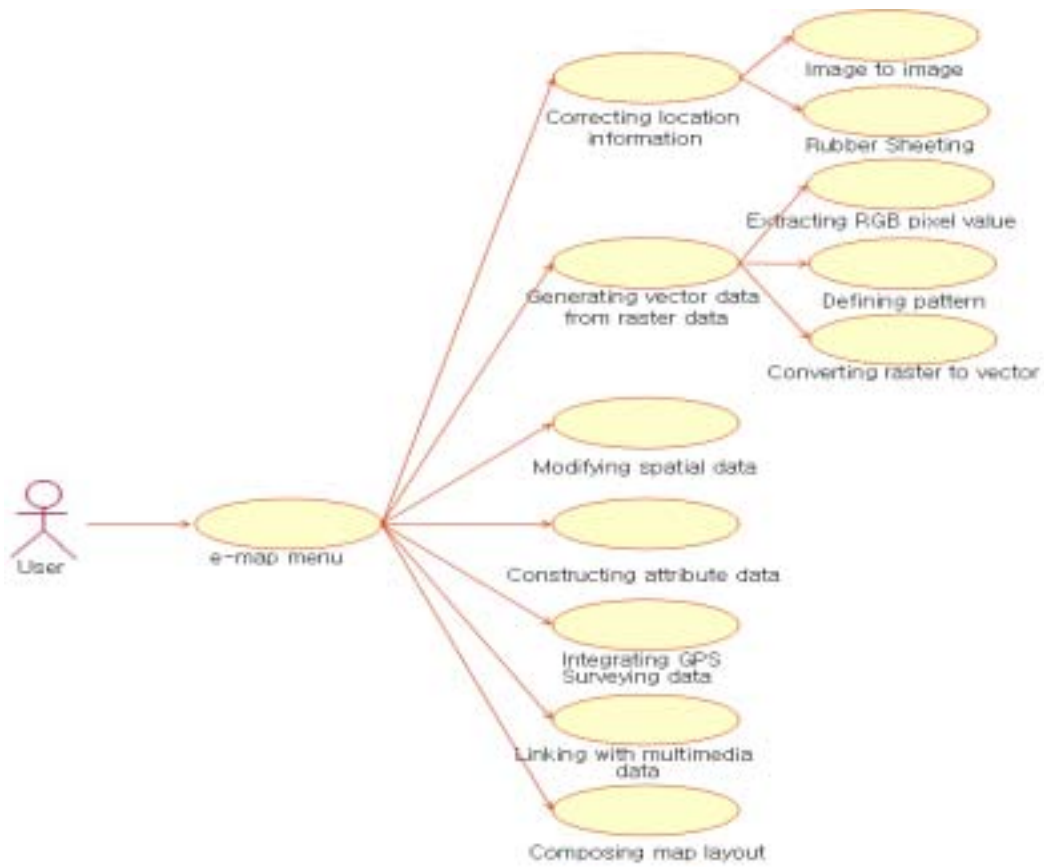 Image to image
Correcting location
information
Rubber Sheeting
Extracting RGB pixel value
Generating vector data
from raster data
Defining pattern
Converting raster to vector
Modifying spatial data
User
e-map menu
Constructing attribute data
Integrating GPS
Surveying data
Linking with multimedia
data
Composing map layout